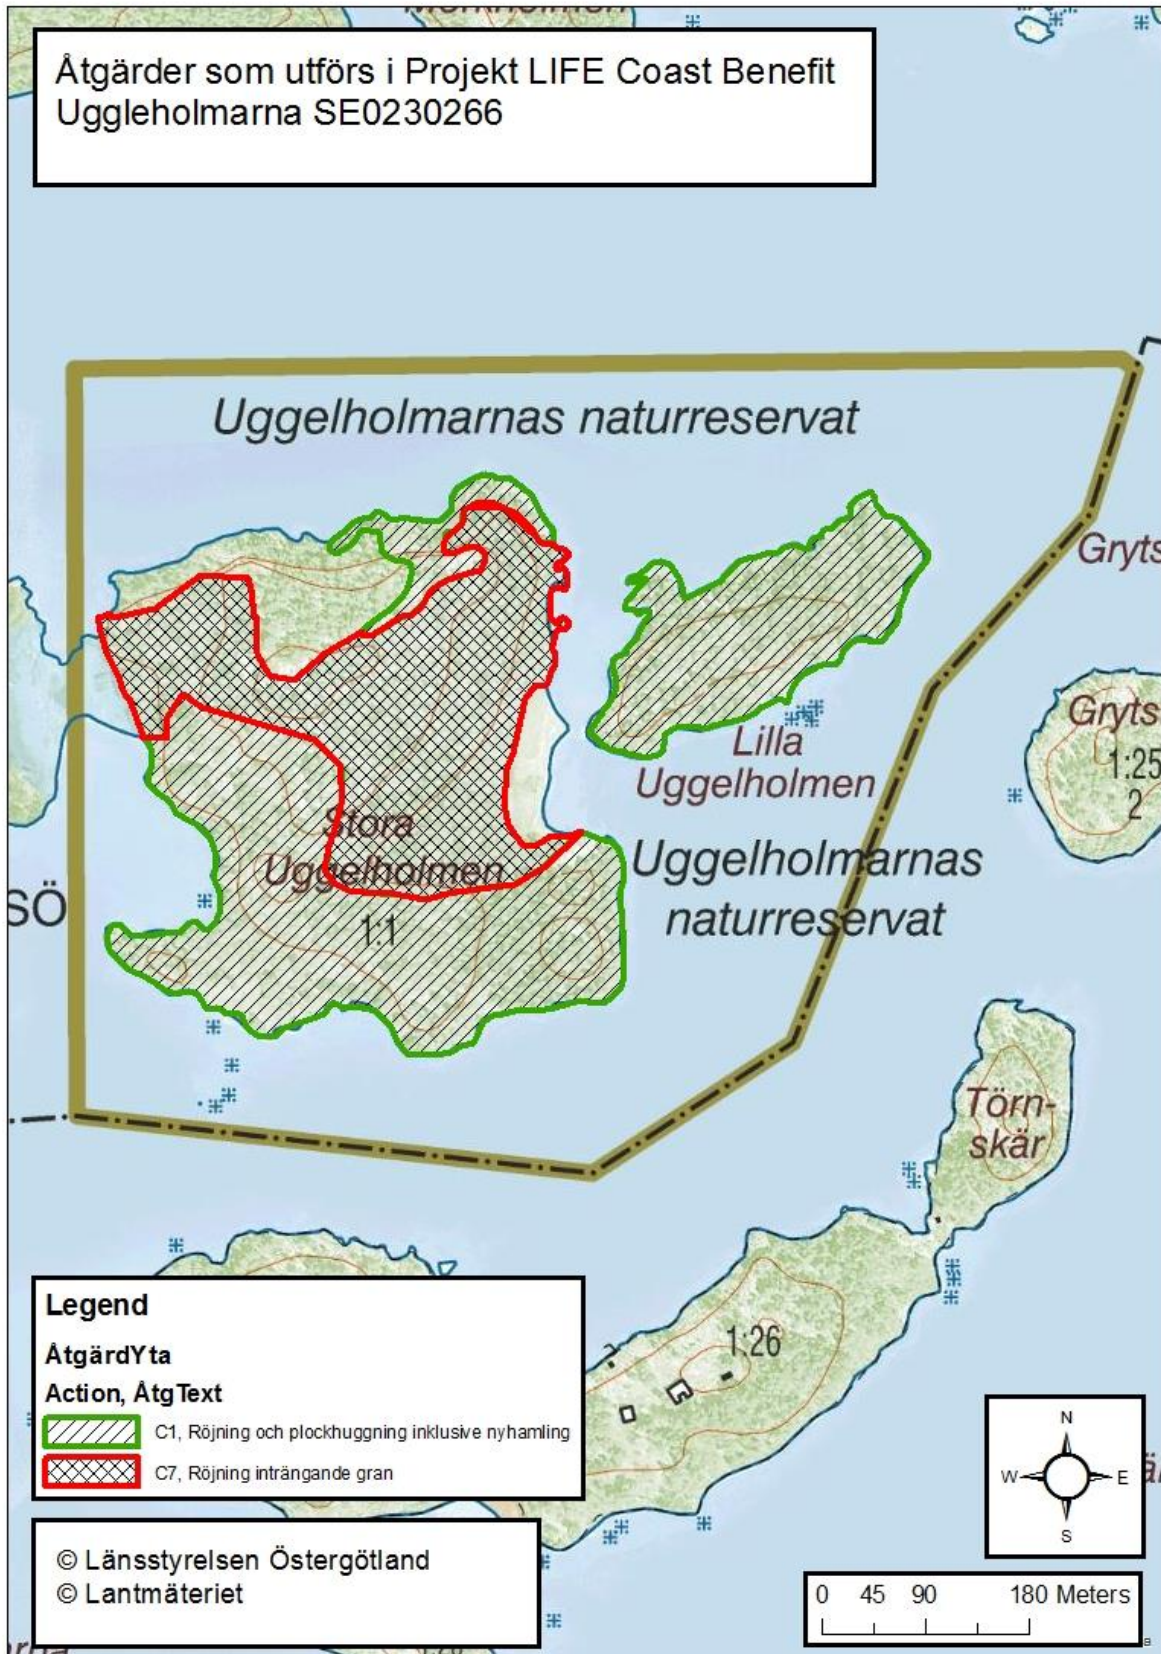 Åtgärder som utförs i Projekt LIFE Coast Benefit
Uggleholmarna SE0230266
Uggelholmarnas naturreservat
Gryts
Gryts
1:25
2
Lilla
Uggelholmen
Stora
Uggelholmen
1:1
Uggelholmarnas
naturreservat
SÖ
Törn-
skär
1:26
Legend
ÅtgärdYta
Action, ÅtgText
C1, Röjning och plockhuggning inklusive nyhamling
C7, Röjning inträngande gran
N
W E
S
© Länsstyrelsen Östergötland
© Lantmäteriet
0 45 90 180 Meters